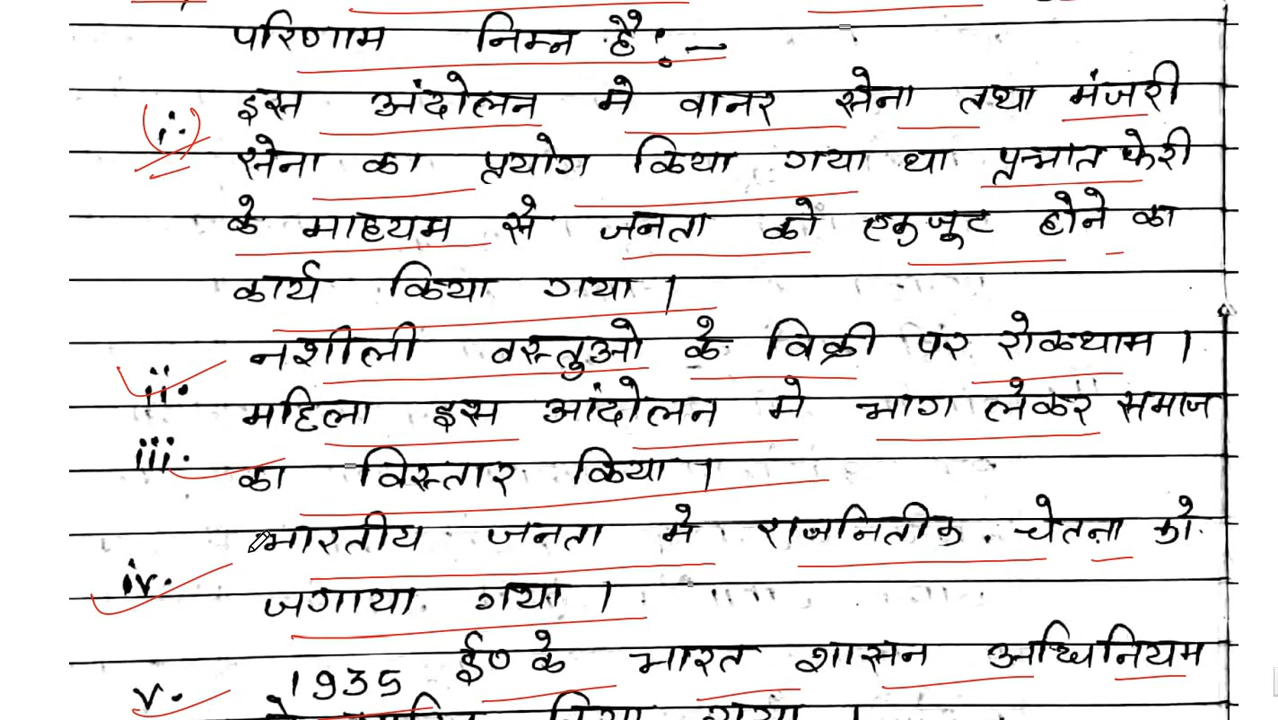 परिणाम निम्न है :-
i. इस आंदोलन मे वानर सेना तथा मंजरी
सेना का प्रयोग किया गया था प्रभात फेरी
के माध्यम से जनता को एकजुट होने का
कार्य किया गया।
ii. नशीली वस्तुओ के विक्री पर रोकथाम।
iii. महिला इस आंदोलन मे भाग लेकर समाज
का विस्तार किया।
iv. भारतीय जनता मे राजनितीक चेतना को
जगाया गया।
v. 1935 ई० के भारत शासन अधिनियम
किया गया।